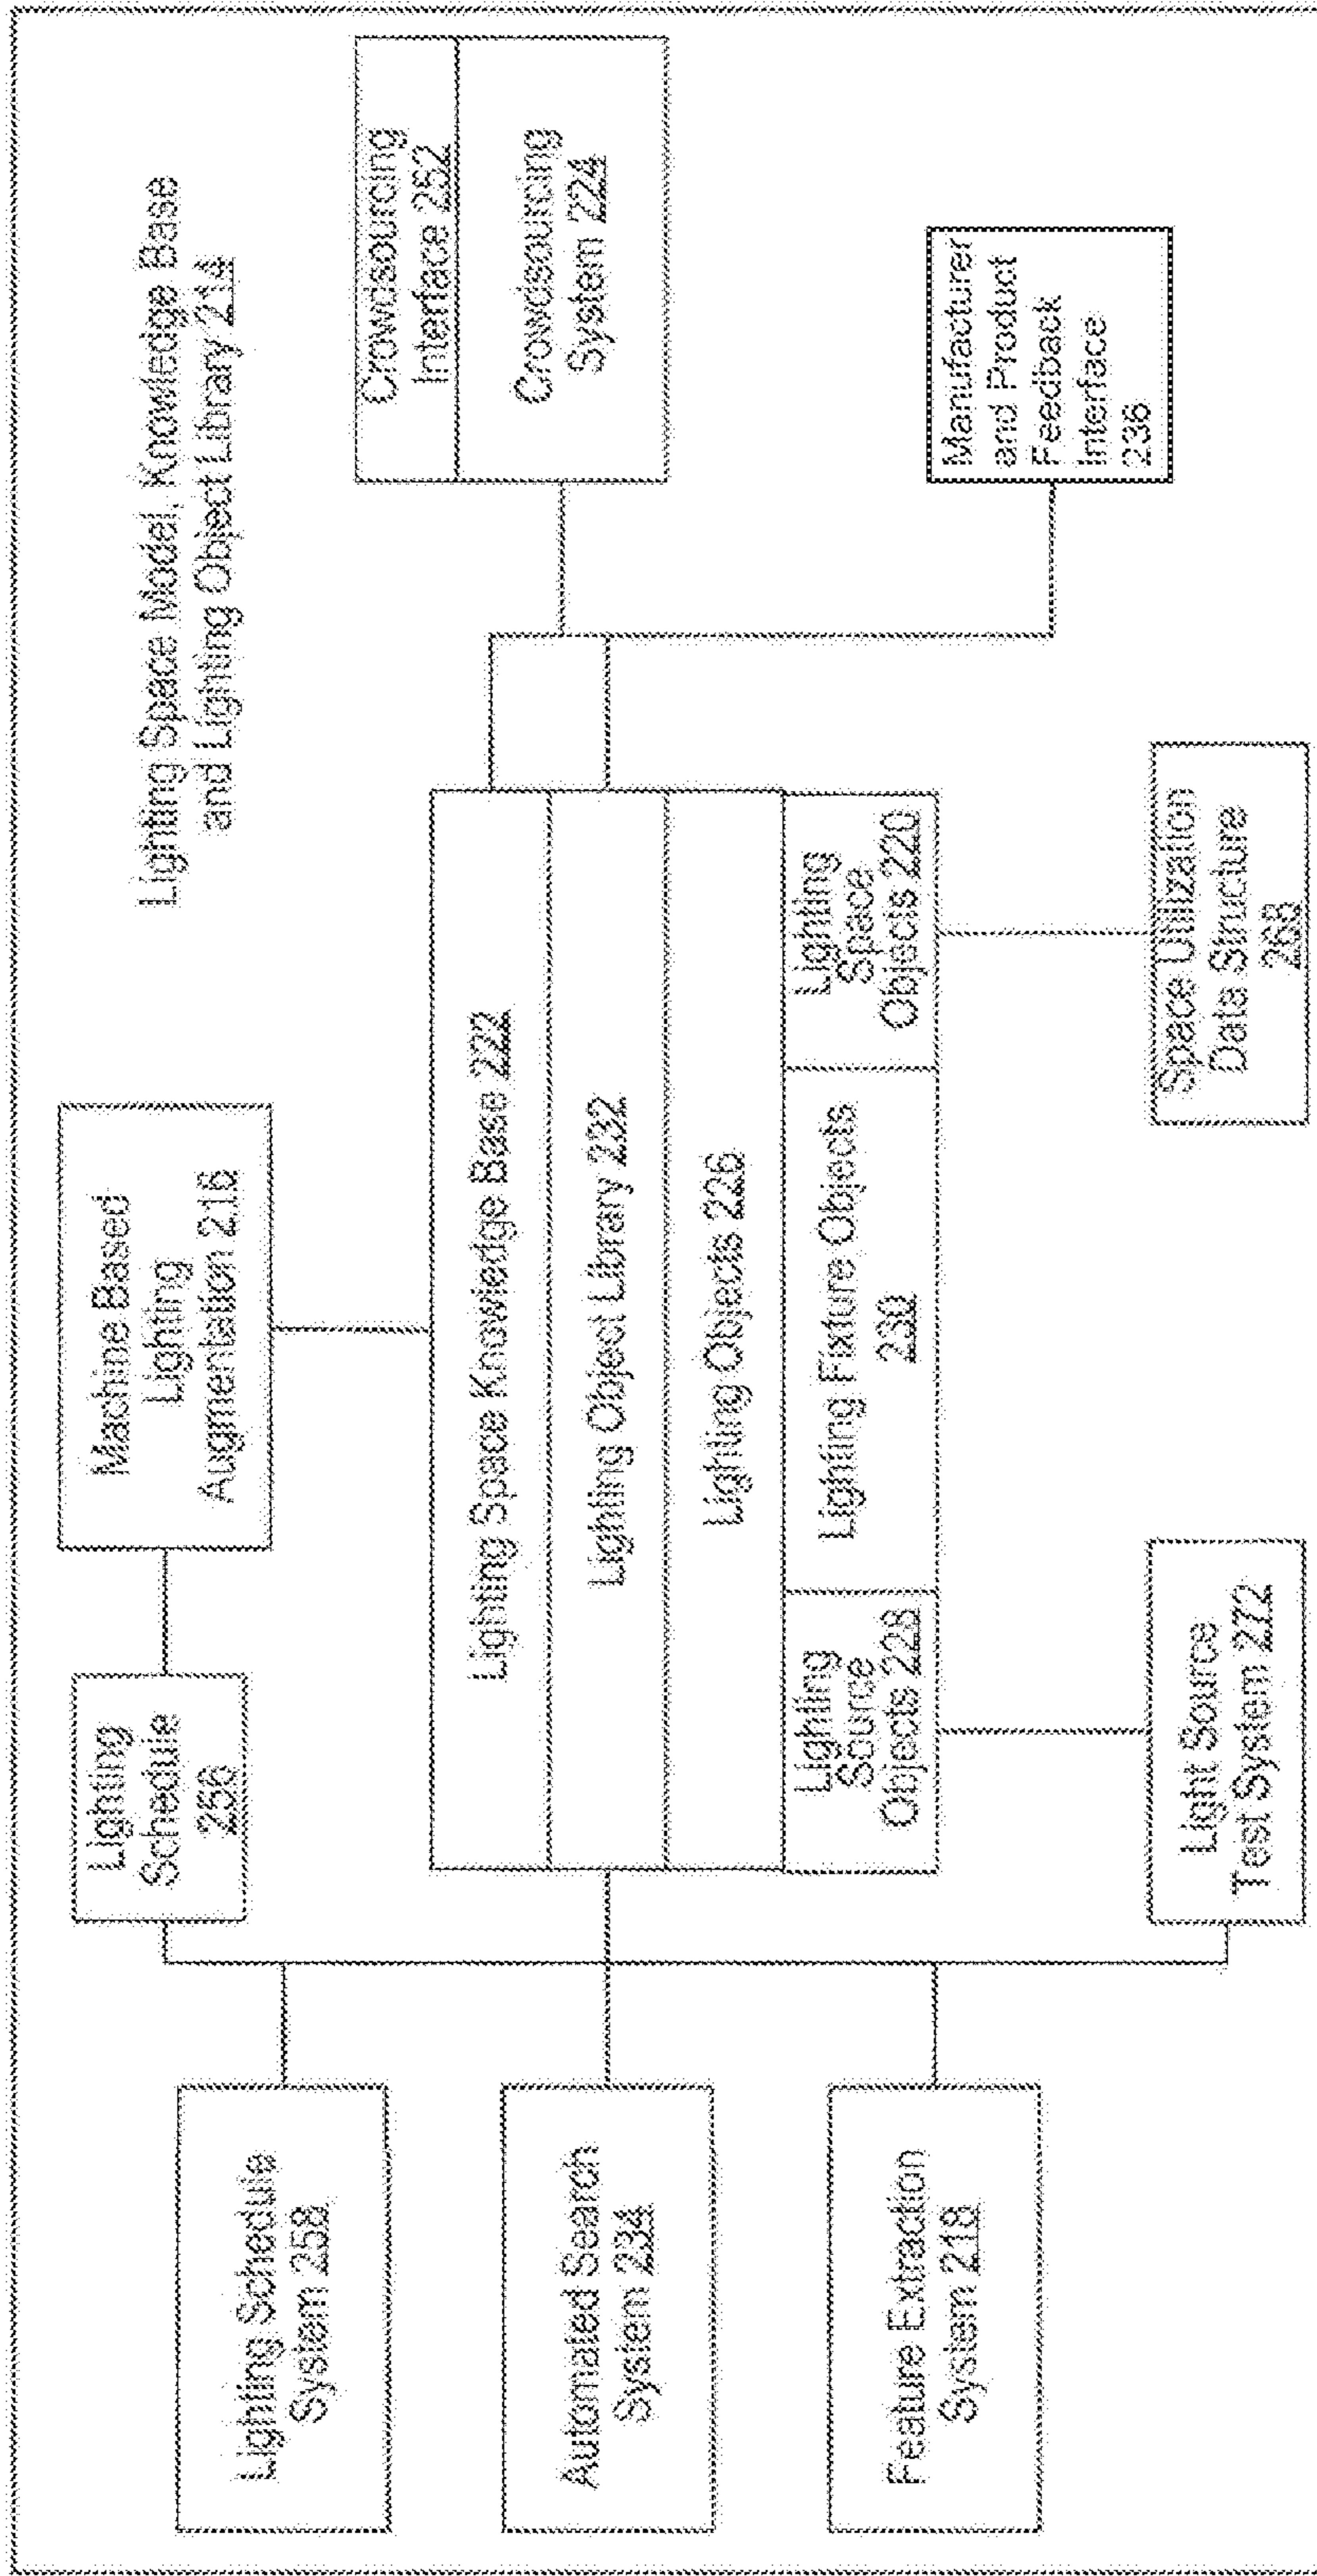 Lighting Space Model, Knowledge Base
and Lighting Object Library 214
Machine Based
Lighting
Augmentation 216
Lighting
Schedule
256
Lighting Schedule
System 258
Automated Search
System 234
Feature Extraction
System 218
Lighting Space Knowledge Base 222
Lighting Object Library 232
Lighting Objects 226
Lighting
Source
Objects 228
Lighting Fixture Objects
230
Lighting
Space
Objects 220
Crowdsourcing
Interface 252
Crowdsourcing
System 224
Manufacturer
and Product
Feedback
Interface
236
Light Source
Test System 272
Space Utilization
Data Structure
268